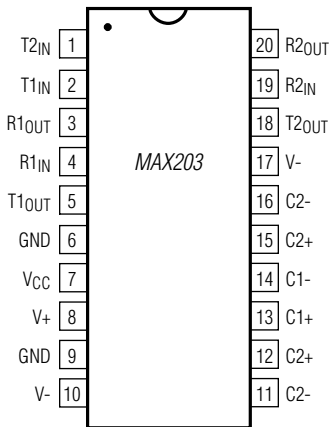 T2IN 1 20 R2OUT
T1IN 2 19 R2IN
R1OUT 3 18 T2OUT
R1IN 4 MAX203 17 V-
T1OUT 5 16 C2-
GND 6 15 C2+
VCC 7 14 C1-
V+ 8 13 C1+
GND 9 12 C2+
V- 10 11 C2-